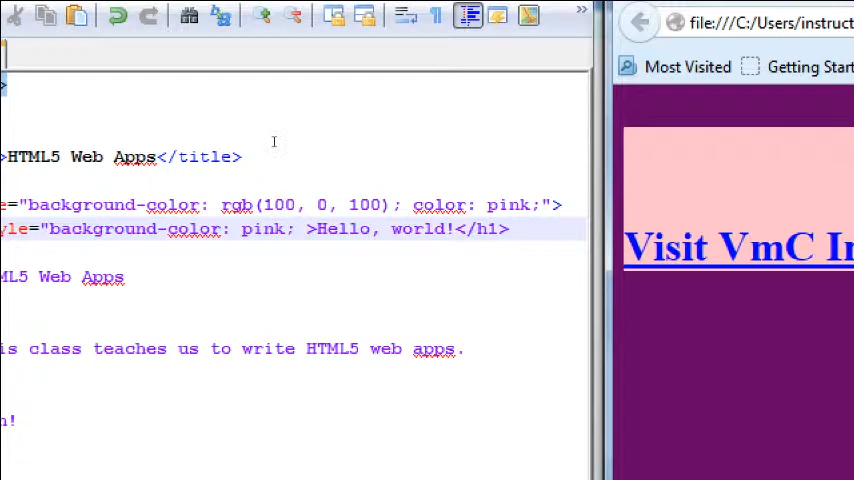 file:///C:/Users/instruct
Most Visited Getting Start
>
>HTML5 Web Apps</title>
e="background-color: rgb(100, 0, 100); color: pink;">
yle="background-color: pink; >Hello, world!</h1>
ML5 Web Apps
is class teaches us to write HTML5 web apps.
n!
Visit VmC In